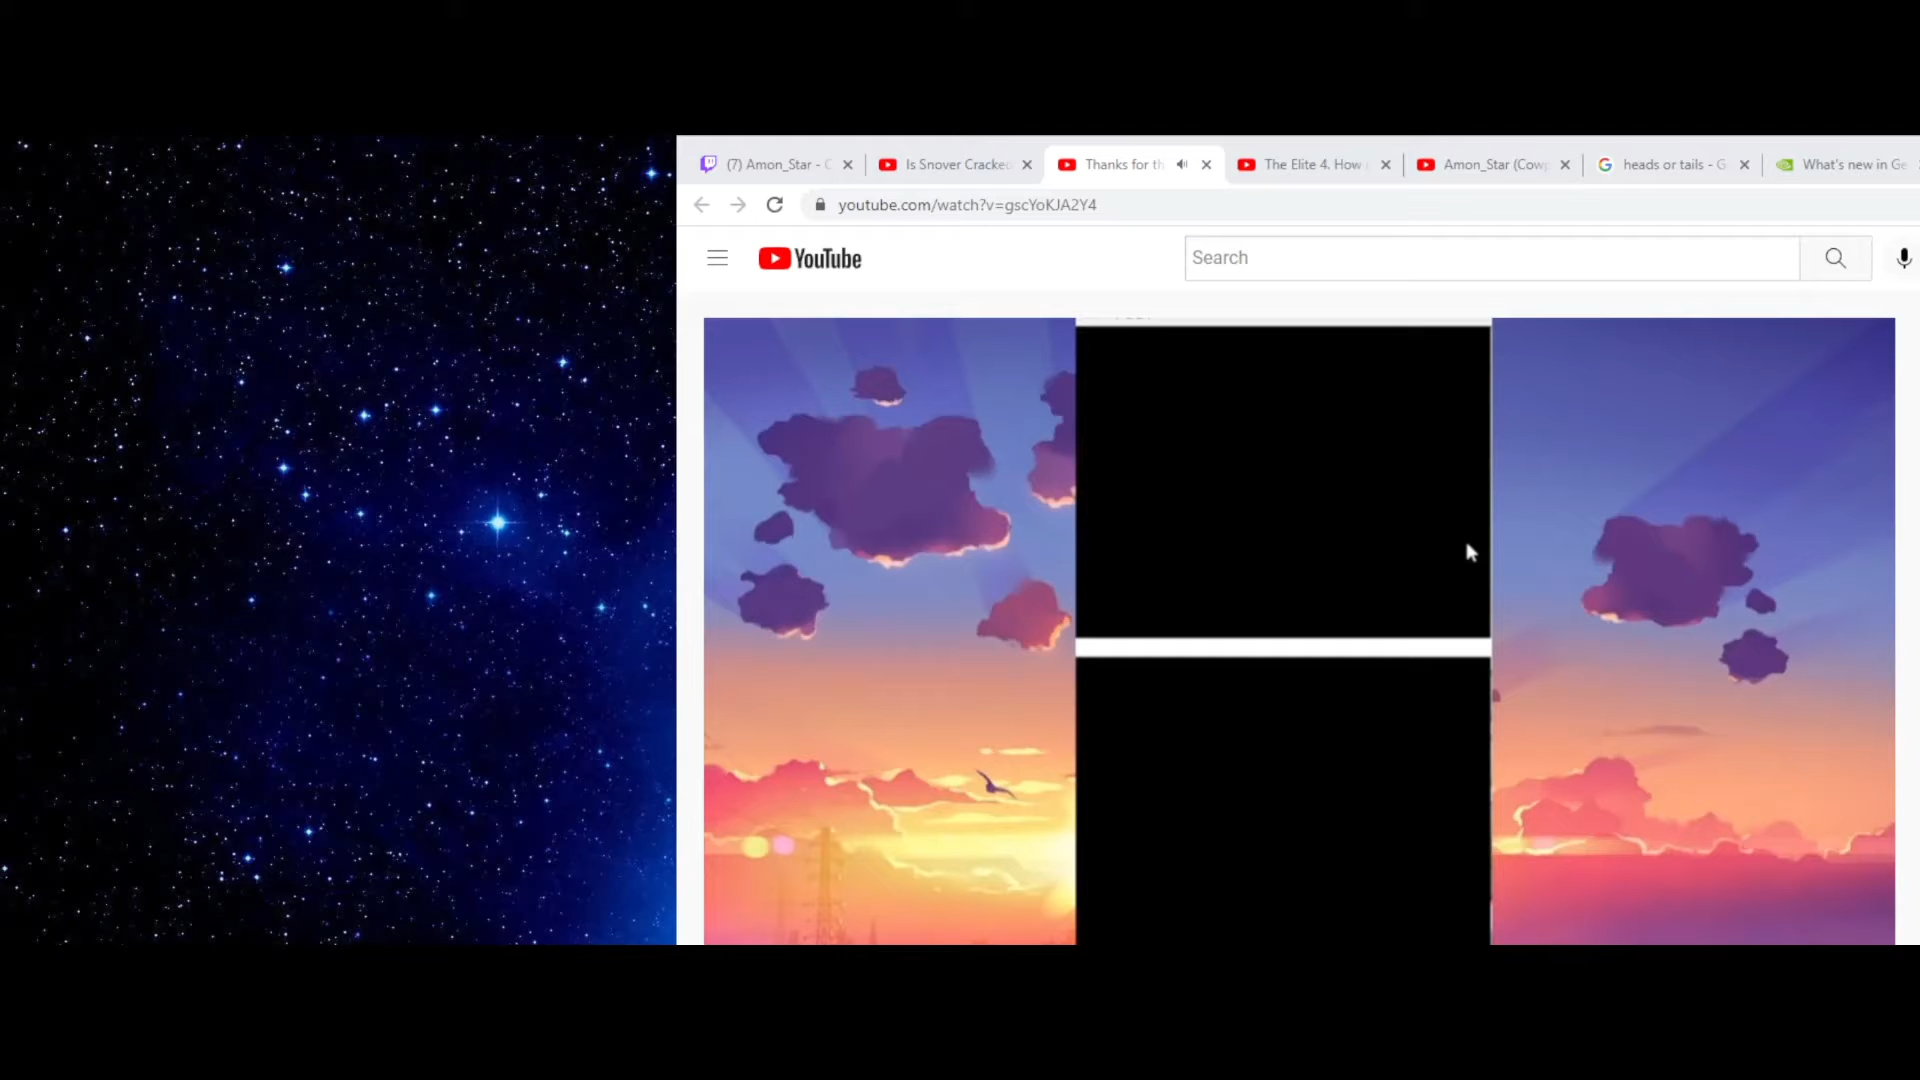 (7) Amon_Star - C
Is Snover Cracked
Thanks for th
The Elite 4. How
Amon_Star (Cow
heads or tails - G
What's new in Ge
youtube.com/watch?v=gscYoKJA2Y4
YouTube
Search